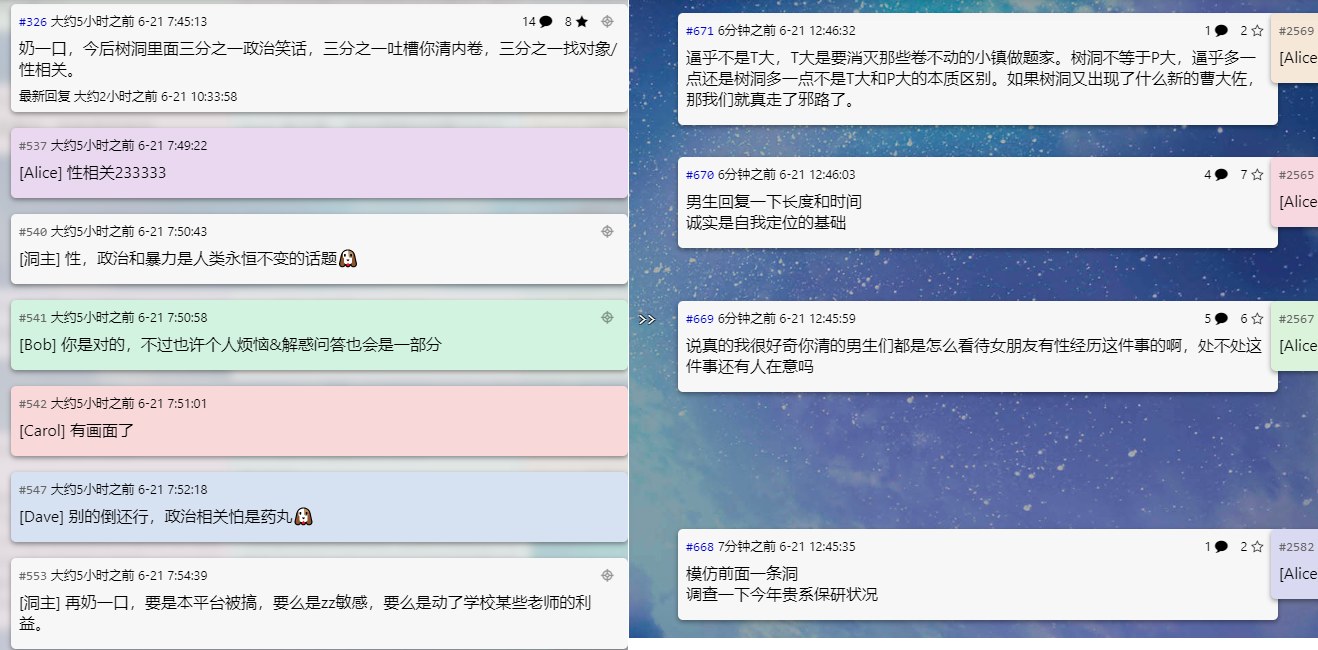 #326 大约5小时之前 6-21 7:45:13 14 8
奶一口，今后树洞里面三分之一政治笑话，三分之一吐槽你清内卷，三分之一找对象/
性相关。
最新回复 大约2小时之前 6-21 10:33:58
#537 大约5小时之前 6-21 7:49:22
[Alice] 性相关233333
#540 大约5小时之前 6-21 7:50:43
[洞主] 性，政治和暴力是人类永恒不变的话题
#541 大约5小时之前 6-21 7:50:58
[Bob] 你是对的，不过也许个人烦恼&解惑问答也会是一部分
#542 大约5小时之前 6-21 7:51:01
[Carol] 有画面了
#547 大约5小时之前 6-21 7:52:18
[Dave] 别的倒还行，政治相关怕是药丸
#553 大约5小时之前 6-21 7:54:39
[洞主] 再奶一口，要是本平台被搞，要么是zz敏感，要么是动了学校某些老师的利
益。
>>
#671 6分钟之前 6-21 12:46:32 1 2
逼乎不是T大，T大是要消灭那些卷不动的小镇做题家。树洞不等于P大，逼乎多一
点还是树洞多一点不是T大和P大的本质区别。如果树洞又出现了什么新的曹大佐，
那我们就真走了邪路了。
#2569
[Alice
#670 6分钟之前 6-21 12:46:03 4 7
男生回复一下长度和时间
诚实是自我定位的基础
#2565
[Alice
#669 6分钟之前 6-21 12:45:59 5 6
说真的我很好奇你清的男生们都是怎么看待女朋友有性经历这件事的啊，处不处这
件事还有人在意吗
#2567
[Alice
#668 7分钟之前 6-21 12:45:35 1 2
模仿前面一条洞
调查一下今年贵系保研状况
#2582
[Alice